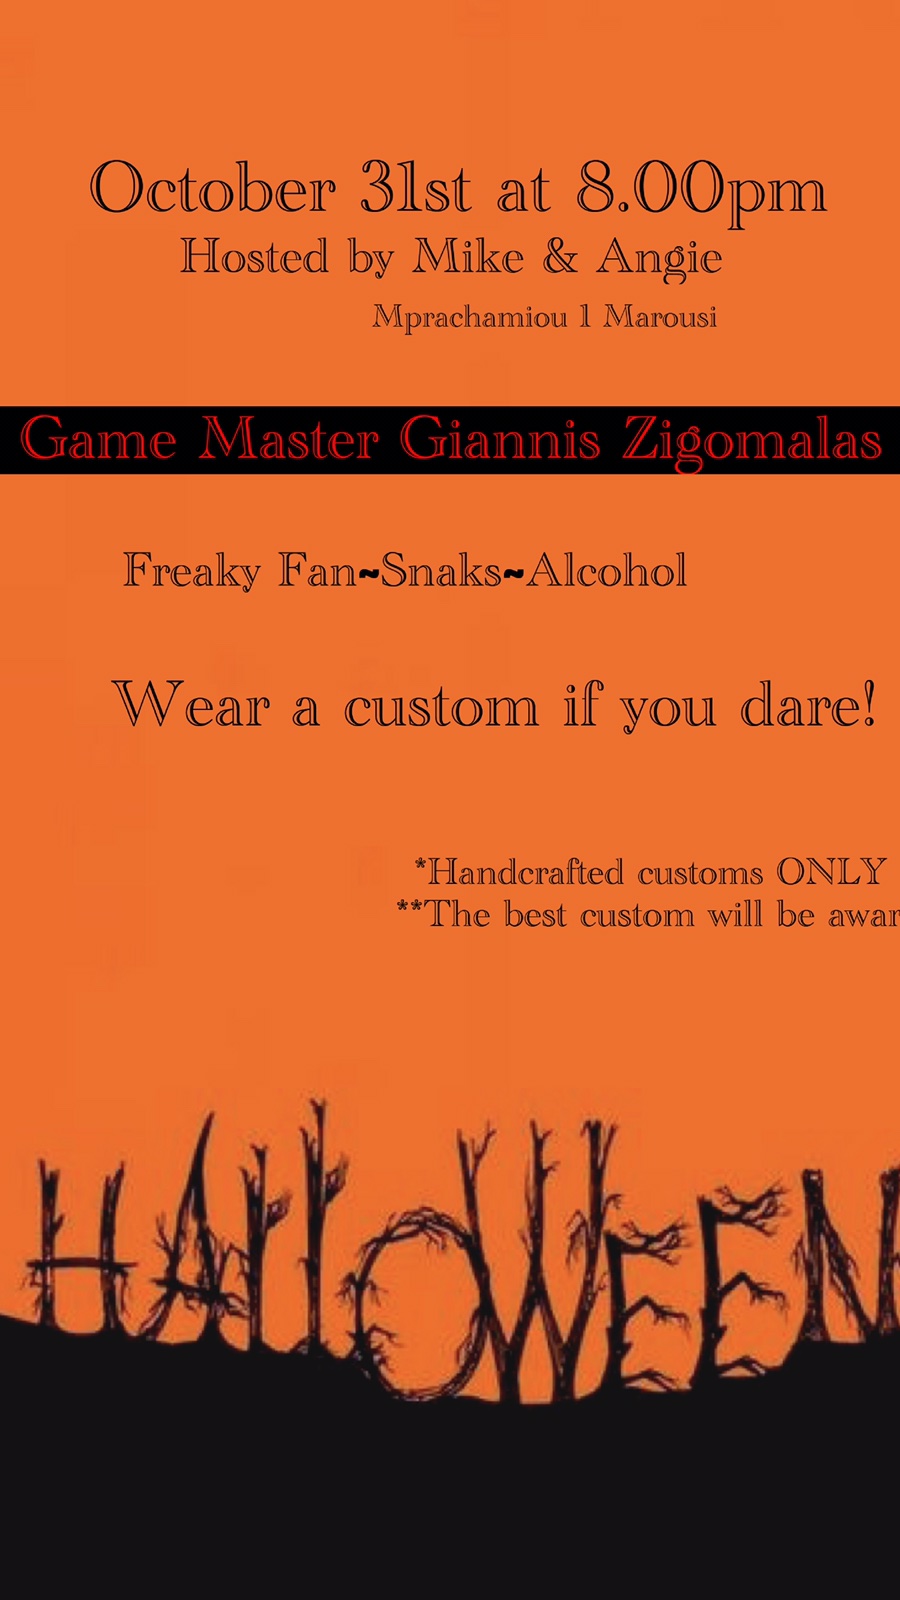 October 31st at 8.00pm
Hosted by Mike & Angie
Mprachamiou 1 Marousi
Game Master Giannis Zigomalas
Freaky Fan~Snaks~Alcohol
Wear a custom if you dare!
*Handcrafted customs ONLY
**The best custom will be awar
HAllOWEEN